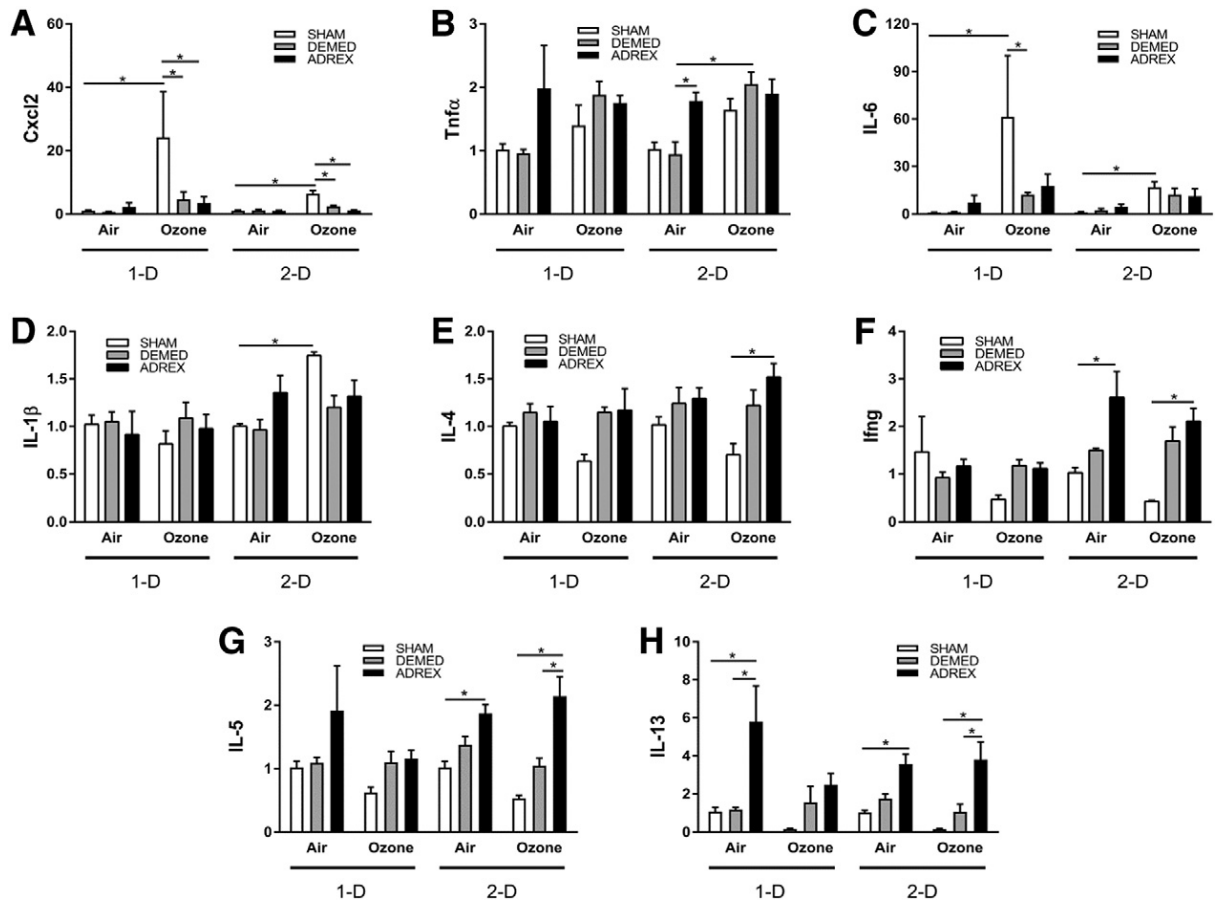 A
Cxcl2
60
40
20
0
SHAM
DEMED
ADREX
*
*
*
*
*
*
Air Ozone Air Ozone
1-D 2-D
B
Tnfα
3
2
1
0
SHAM
DEMED
ADREX
*
*
Air Ozone Air Ozone
1-D 2-D
C
IL-6
120
90
60
30
0
SHAM
DEMED
ADREX
*
*
*
Air Ozone Air Ozone
1-D 2-D
D
IL-1β
2.0
1.5
1.0
0.5
0.0
SHAM
DEMED
ADREX
*
Air Ozone Air Ozone
1-D 2-D
E
IL-4
2.0
1.5
1.0
0.5
0.0
SHAM
DEMED
ADREX
*
Air Ozone Air Ozone
1-D 2-D
F
Ifng
4
3
2
1
0
SHAM
DEMED
ADREX
*
*
Air Ozone Air Ozone
1-D 2-D
G
IL-5
3
2
1
0
SHAM
DEMED
ADREX
*
*
*
Air Ozone Air Ozone
1-D 2-D
H
IL-13
10
8
6
4
2
0
SHAM
DEMED
ADREX
*
*
*
*
*
Air Ozone Air Ozone
1-D 2-D